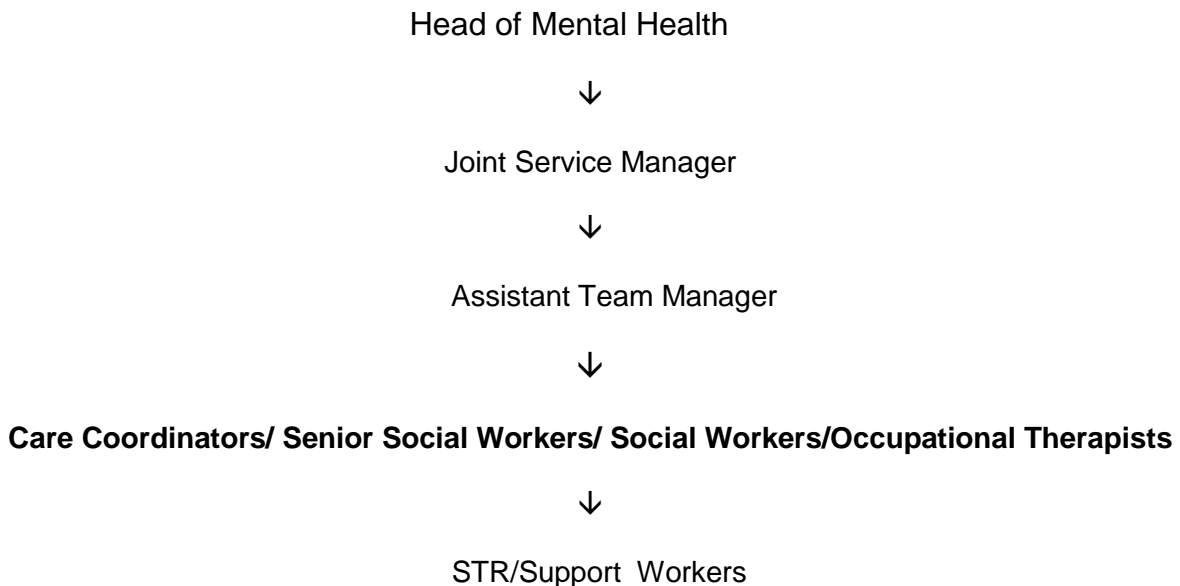 Head of Mental Health
↓
Joint Service Manager
↓
Assistant Team Manager
↓
Care Coordinators/ Senior Social Workers/ Social Workers/Occupational Therapists
↓
STR/Support Workers